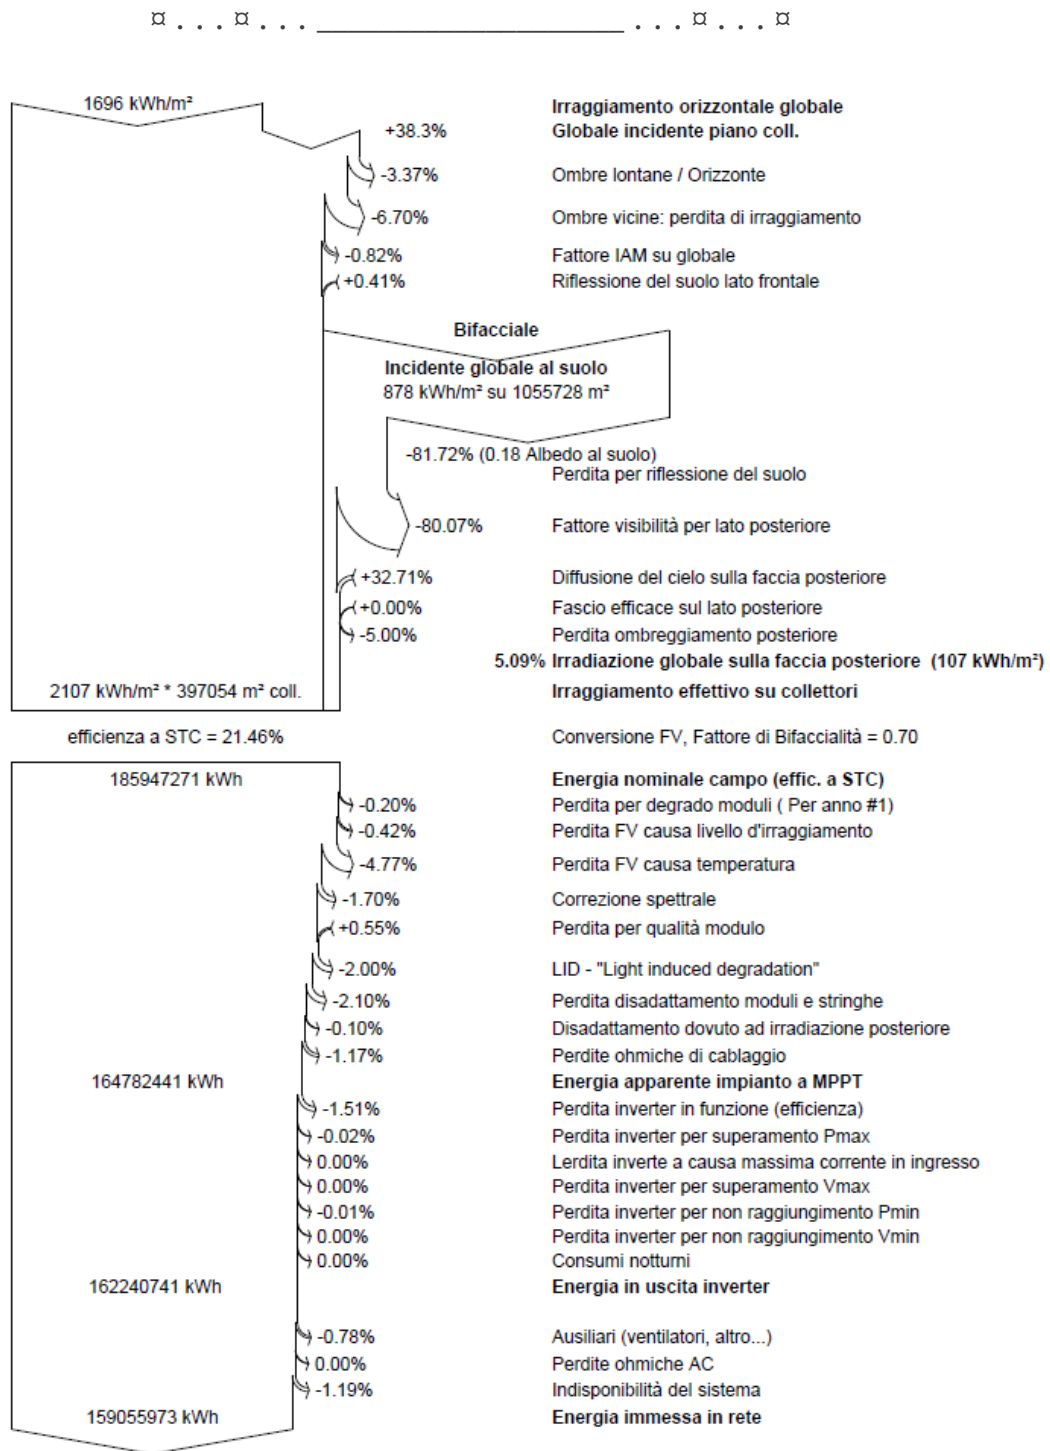 ¤ . . . ¤ . . . ____________________ . . . ¤ . . . ¤
1696 kWh/m² Irraggiamento orizzontale globale
+38.3% Globale incidente piano coll.
-3.37% Ombre lontane / Orizzonte
-6.70% Ombre vicine: perdita di irraggiamento
-0.82% Fattore IAM su globale
+0.41% Riflessione del suolo lato frontale
Bifacciale
Incidente globale al suolo
878 kWh/m² su 1055728 m²
-81.72% (0.18 Albedo al suolo)
Perdita per riflessione del suolo
-80.07% Fattore visibilità per lato posteriore
+32.71% Diffusione del cielo sulla faccia posteriore
+0.00% Fascio efficace sul lato posteriore
-5.00% Perdita ombreggiamento posteriore
5.09% Irradiazione globale sulla faccia posteriore (107 kWh/m²)
2107 kWh/m² * 397054 m² coll. Irraggiamento effettivo su collettori
efficienza a STC = 21.46% Conversione FV, Fattore di Bifaccialità = 0.70
185947271 kWh Energia nominale campo (effic. a STC)
-0.20% Perdita per degrado moduli ( Per anno #1)
-0.42% Perdita FV causa livello d'irraggiamento
-4.77% Perdita FV causa temperatura
-1.70% Correzione spettrale
+0.55% Perdita per qualità modulo
-2.00% LID - "Light induced degradation"
-2.10% Perdita disadattamento moduli e stringhe
-0.10% Disadattamento dovuto ad irradiazione posteriore
-1.17% Perdite ohmiche di cablaggio
164782441 kWh Energia apparente impianto a MPPT
-1.51% Perdita inverter in funzione (efficienza)
-0.02% Perdita inverter per superamento Pmax
0.00% Lerdita inverte a causa massima corrente in ingresso
0.00% Perdita inverter per superamento Vmax
-0.01% Perdita inverter per non raggiungimento Pmin
0.00% Perdita inverter per non raggiungimento Vmin
0.00% Consumi notturni
162240741 kWh Energia in uscita inverter
-0.78% Ausiliari (ventilatori, altro...)
0.00% Perdite ohmiche AC
-1.19% Indisponibilità del sistema
159055973 kWh Energia immessa in rete